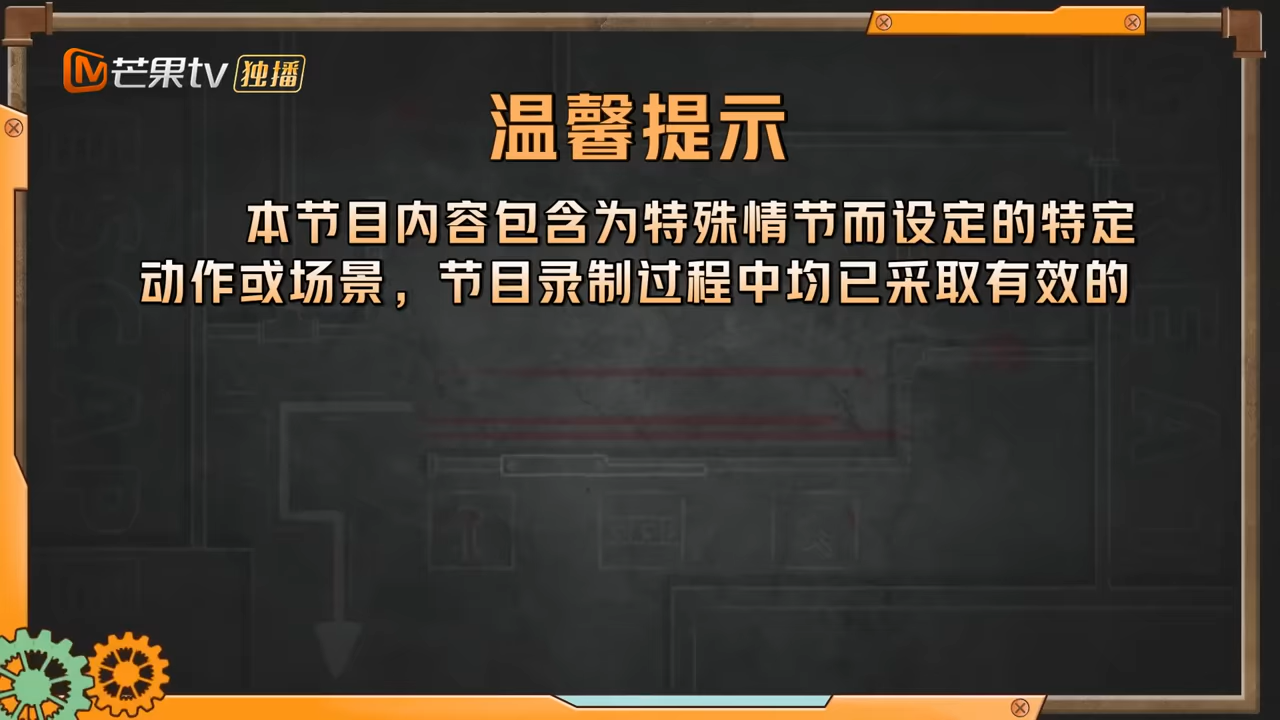 芒果tv 独播
温馨提示
本节目内容包含为特殊情节而设定的特定
动作或场景，节目录制过程中均已采取有效的
ESCAPE